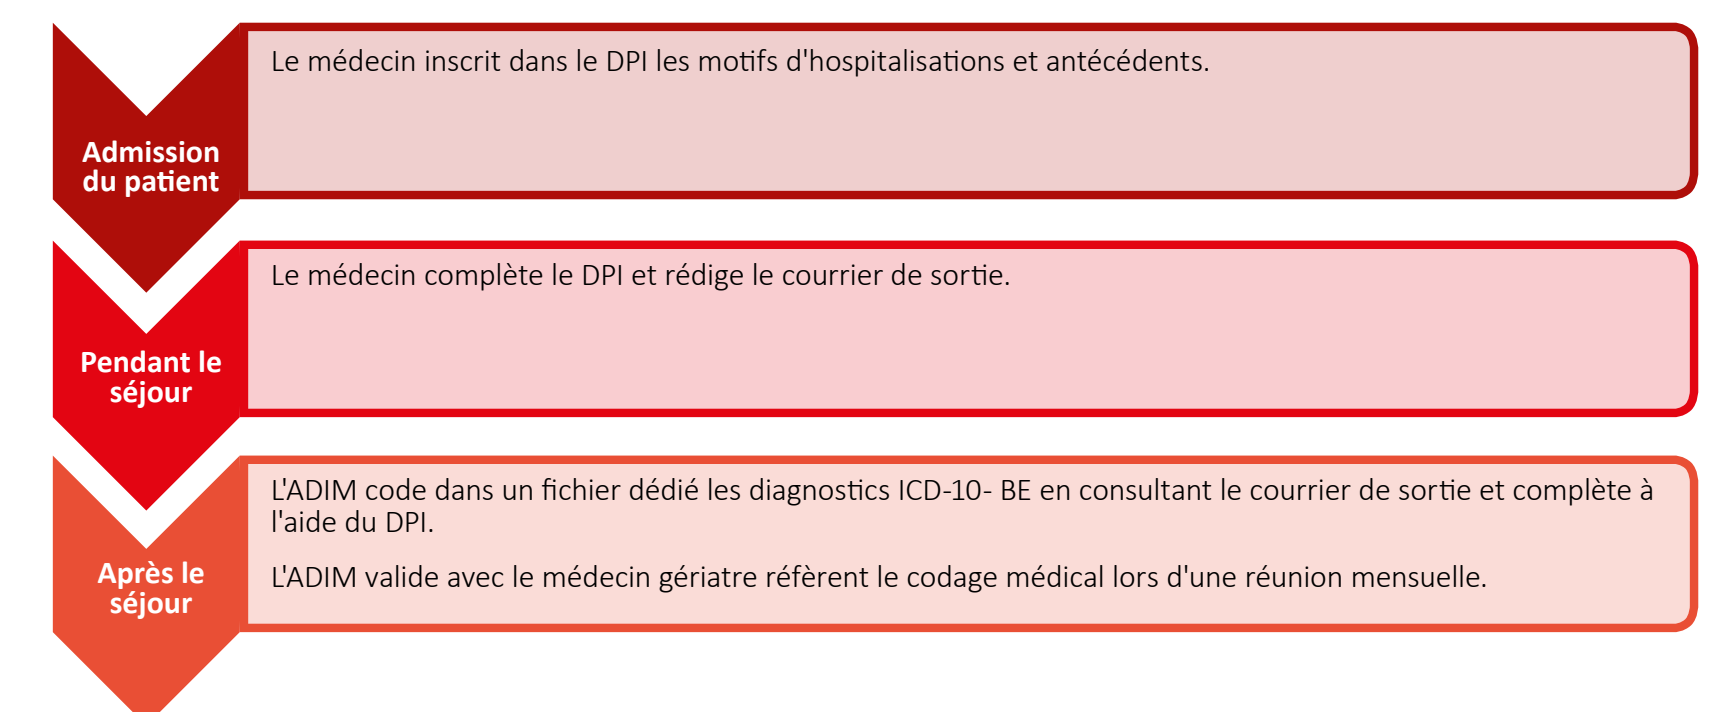 Admission
du patient
Le médecin inscrit dans le DPI les motifs d'hospitalisations et antécédents.
Pendant le
séjour
Le médecin complète le DPI et rédige le courrier de sortie.
Après le
séjour
L'ADIM code dans un fichier dédié les diagnostics ICD-10- BE en consultant le courrier de sortie et complète à
l'aide du DPI.
L'ADIM valide avec le médecin gériatre réfèrent le codage médical lors d'une réunion mensuelle.